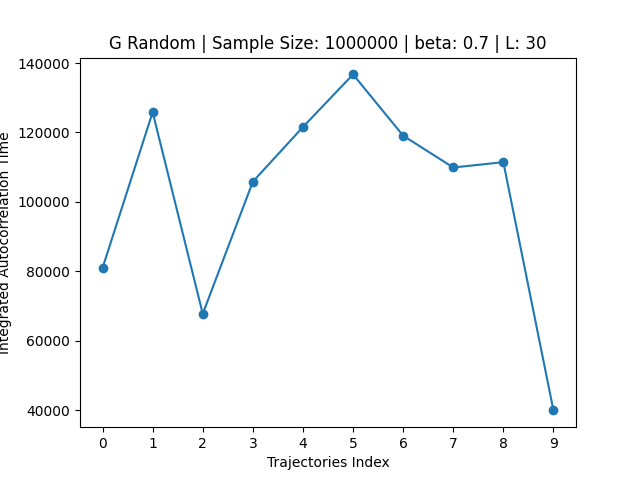 G Random | Sample Size: 1000000 | beta: 0.7 | L: 30
Integrated Autocorrelation Time
140000
120000
100000
80000
60000
40000
0 1 2 3 4 5 6 7 8 9
Trajectories Index